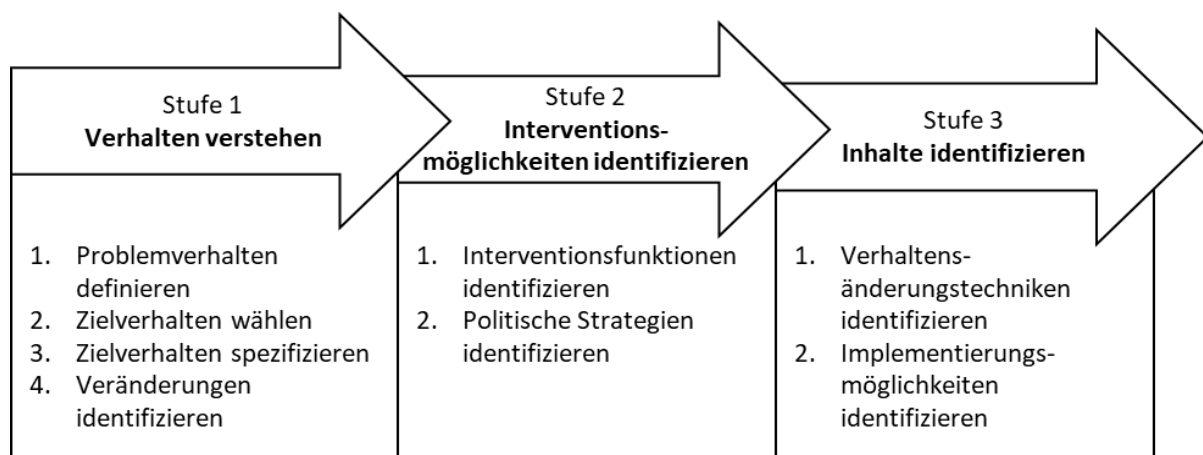 Stufe 1
Verhalten verstehen
Stufe 2
Interventions-
möglichkeiten identifizieren
Stufe 3
Inhalte identifizieren
1. Problemverhalten
definieren
2. Zielverhalten wählen
3. Zielverhalten spezifizieren
4. Veränderungen
identifizieren
1. Interventionsfunktionen
identifizieren
2. Politische Strategien
identifizieren
1. Verhaltens-
änderungstechniken
identifizieren
2. Implementierungs-
möglichkeiten
identifizieren